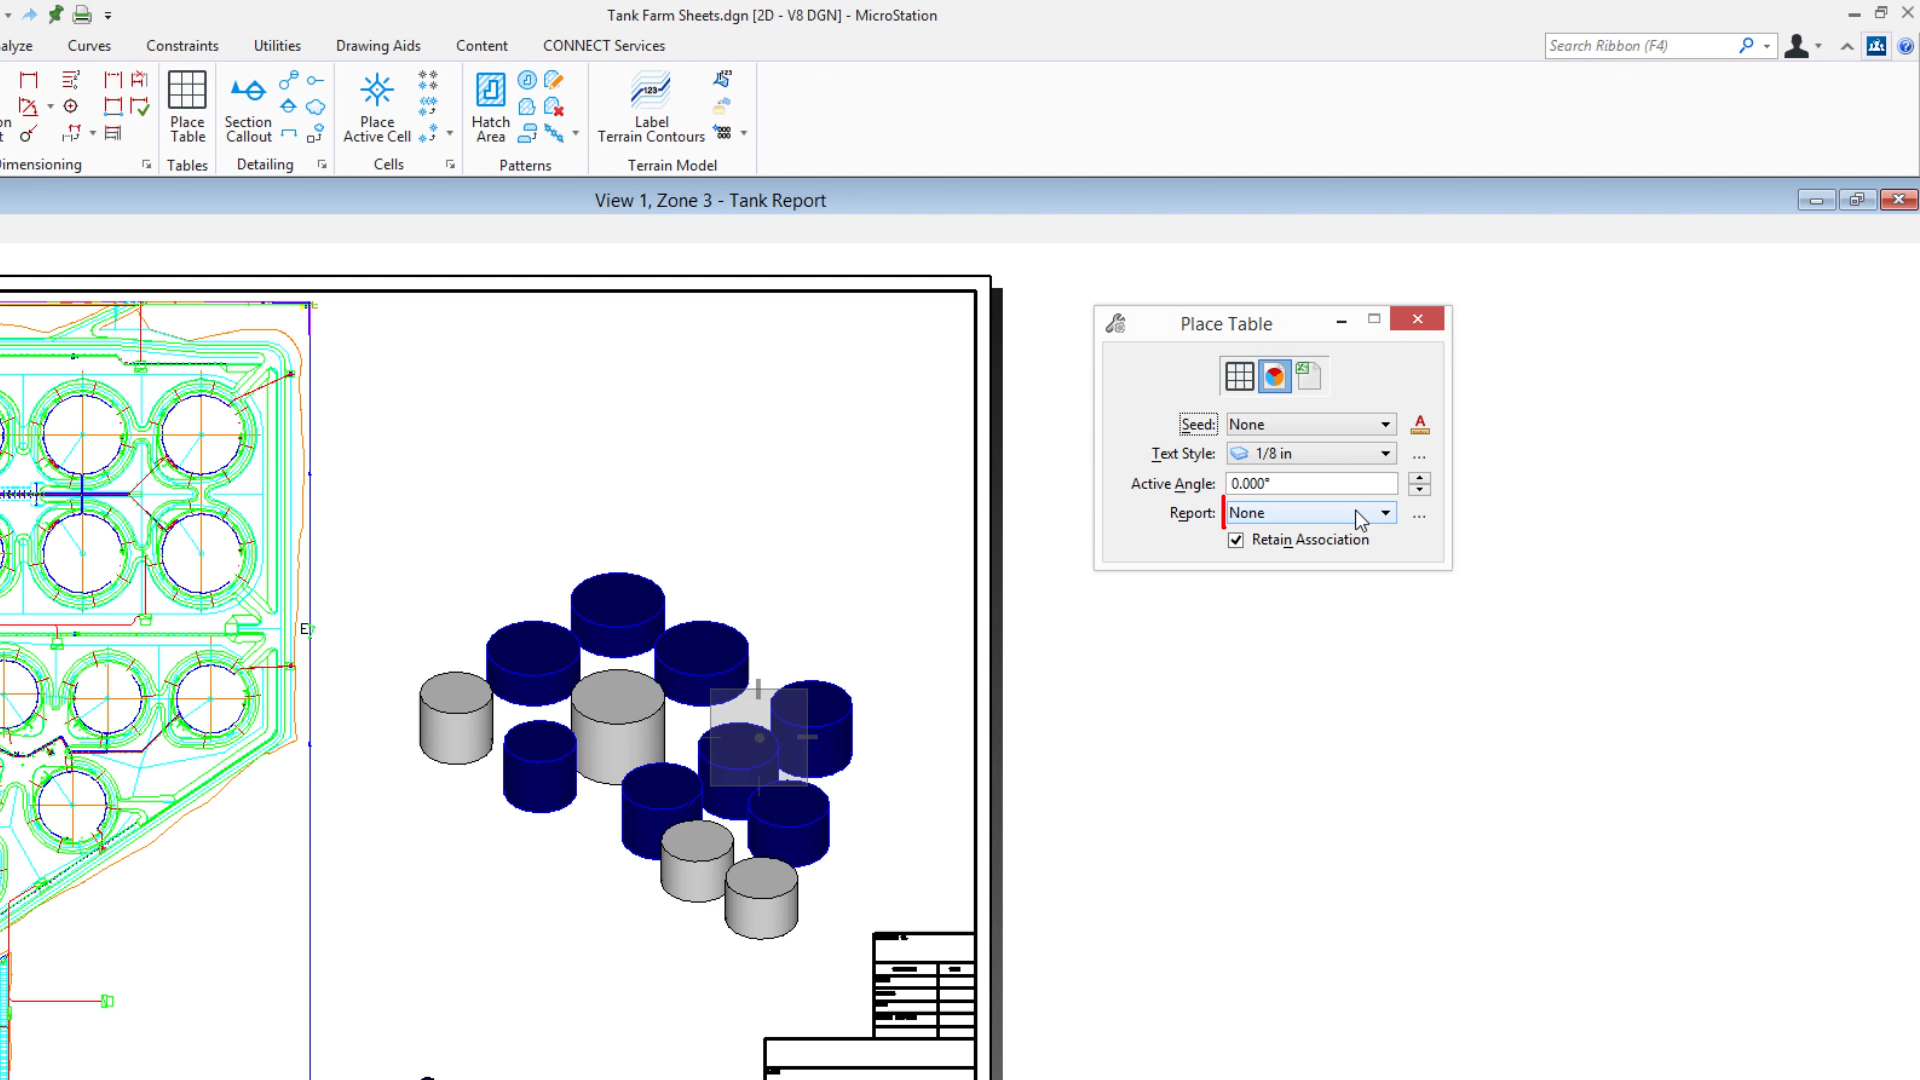 Tank Farm Sheets.dgn [2D - V8 DGN] - MicroStation
alyze Curves Constraints Utilities Drawing Aids Content CONNECT Services
Search Ribbon (F4)
Place Table
Section Callout
Place Active Cell
Hatch Area
Label Terrain Contours
123
imensioning Tables Detailing Cells Patterns Terrain Model
View 1, Zone 3 - Tank Report
Place Table
Seed: None
Text Style: 1/8 in ...
Active Angle: 0.000°
Report: None ...
Retain Association
E